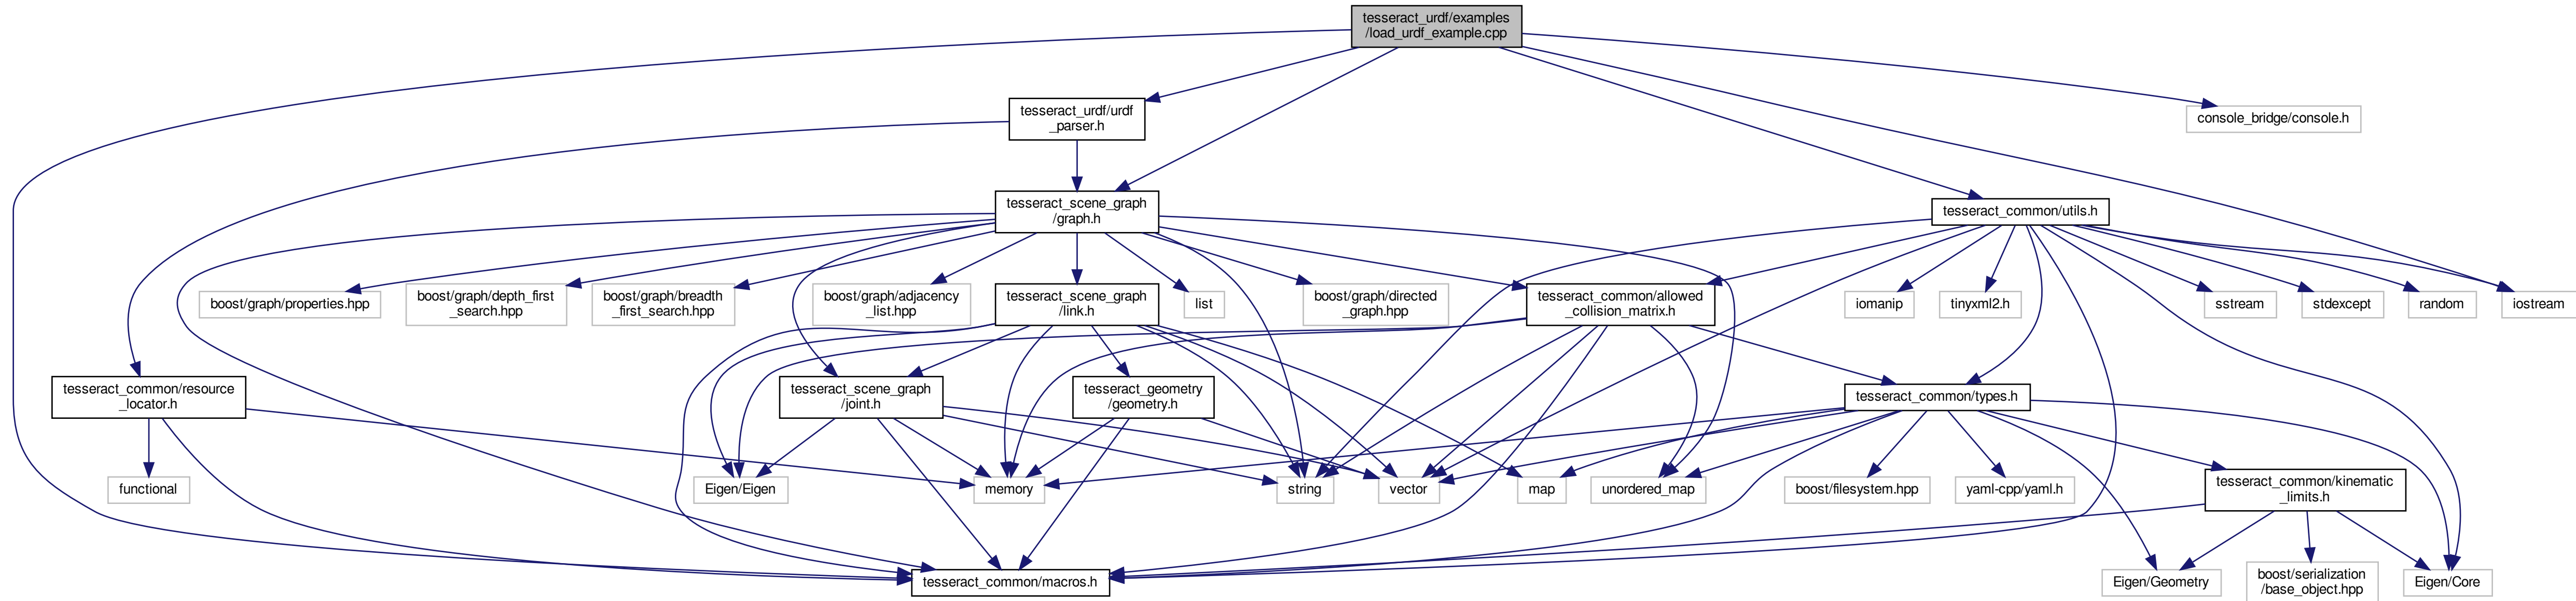 tesseract_urdf/examples
/load_urdf_example.cpp
tesseract_urdf/urdf
_parser.h
console_bridge/console.h
tesseract_scene_graph
/graph.h
tesseract_common/utils.h
boost/graph/properties.hpp
boost/graph/depth_first
_search.hpp
boost/graph/breadth
_first_search.hpp
boost/graph/adjacency
_list.hpp
tesseract_scene_graph
/link.h
list
boost/graph/directed
_graph.hpp
tesseract_common/allowed
_collision_matrix.h
iomanip
tinyxml2.h
sstream
stdexcept
random
iostream
tesseract_common/resource
_locator.h
tesseract_scene_graph
/joint.h
tesseract_geometry
/geometry.h
tesseract_common/types.h
functional
Eigen/Eigen
memory
string
vector
map
unordered_map
boost/filesystem.hpp
yaml-cpp/yaml.h
tesseract_common/kinematic
_limits.h
tesseract_common/macros.h
Eigen/Geometry
boost/serialization
/base_object.hpp
Eigen/Core